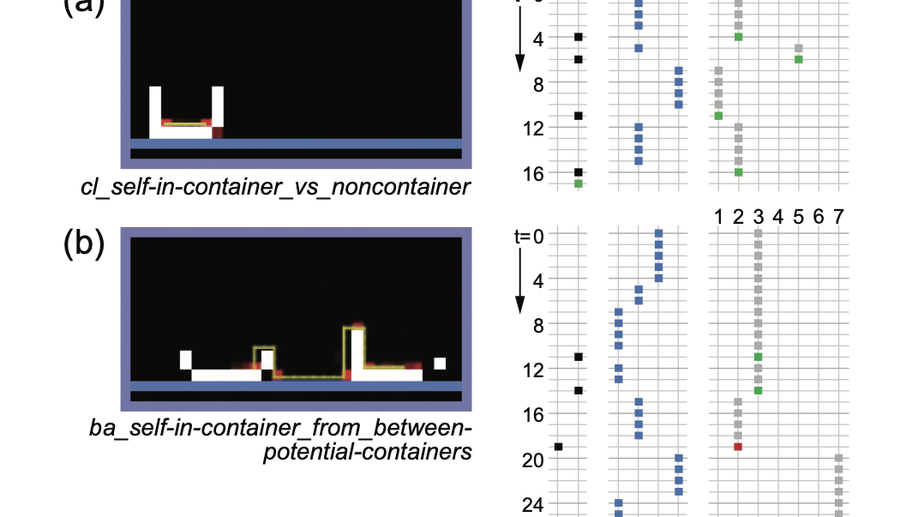 (a)
4
8
12
16
cl_self-in-container_vs_noncontainer
1 2 3 4 5 6 7
(b)
t=0
4
8
12
16
20
24
ba_self-in-container_from_between-
potential-containers